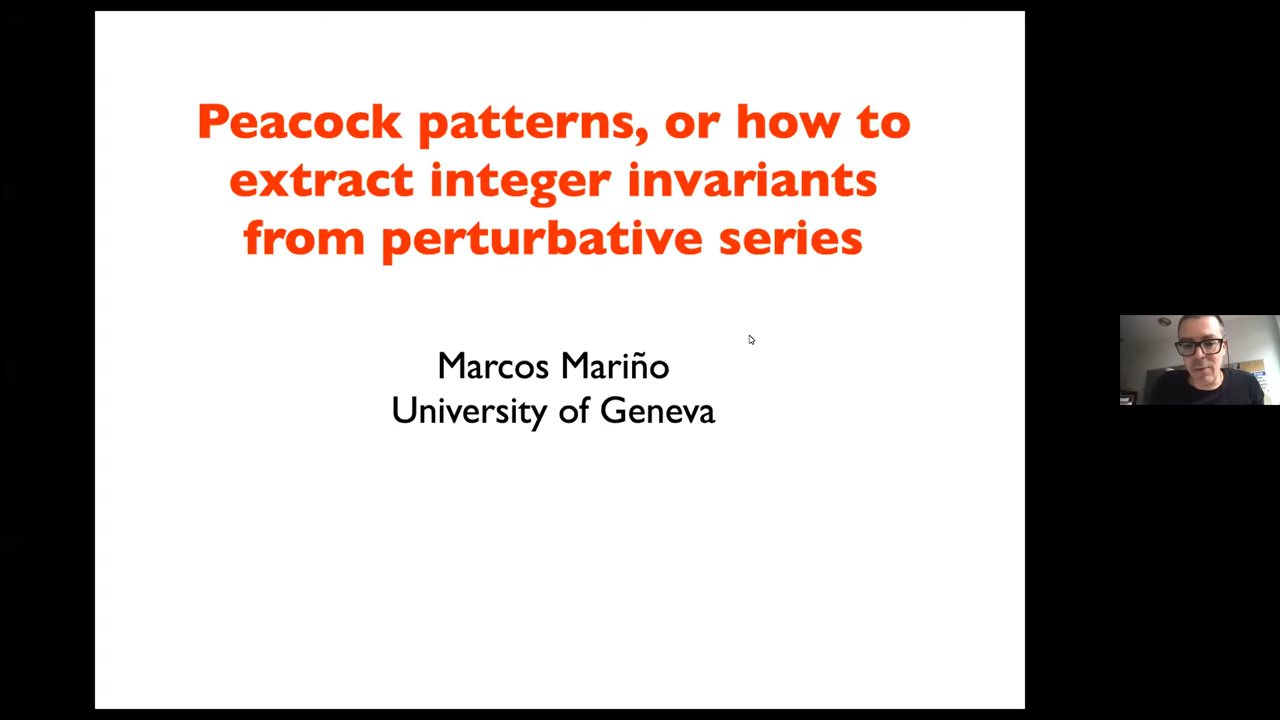 Peacock patterns, or how to
extract integer invariants
from perturbative series
Marcos Mariño
University of Geneva